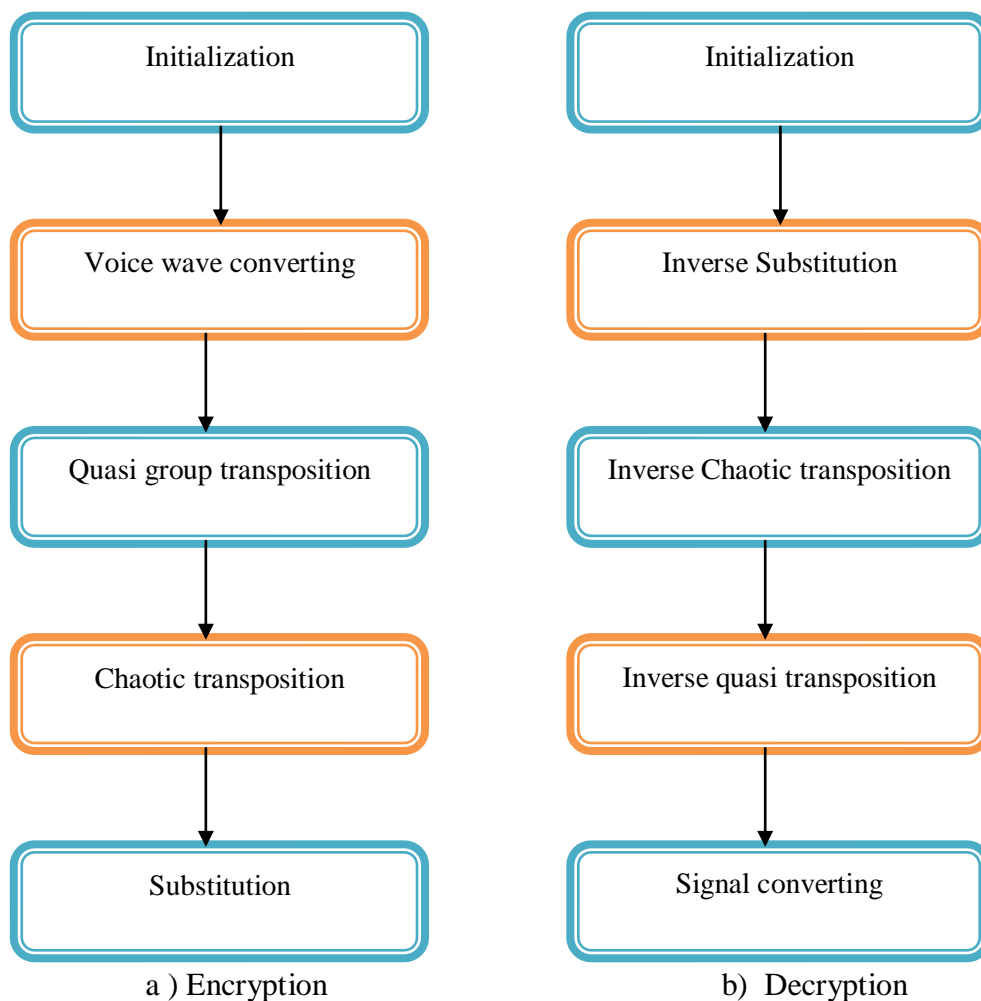 Initialization
Voice wave converting
Quasi group transposition
Chaotic transposition
Substitution
a ) Encryption
Initialization
Inverse Substitution
Inverse Chaotic transposition
Inverse quasi transposition
Signal converting
b) Decryption